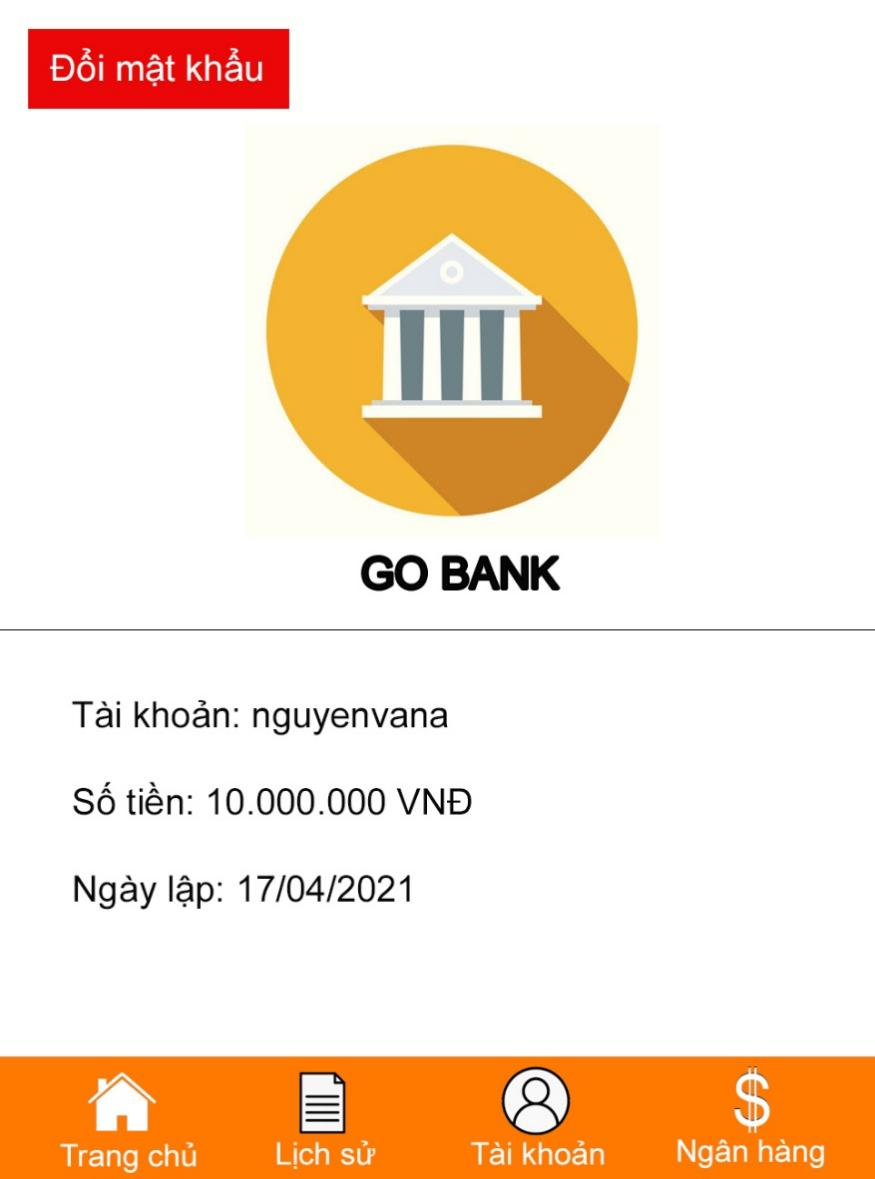 Đổi mật khẩu
GO BANK
Tài khoản: nguyenvana
Số tiền: 10.000.000 VNĐ
Ngày lập: 17/04/2021
Trang chủ
Lịch sử
Tài khoản
Ngân hàng